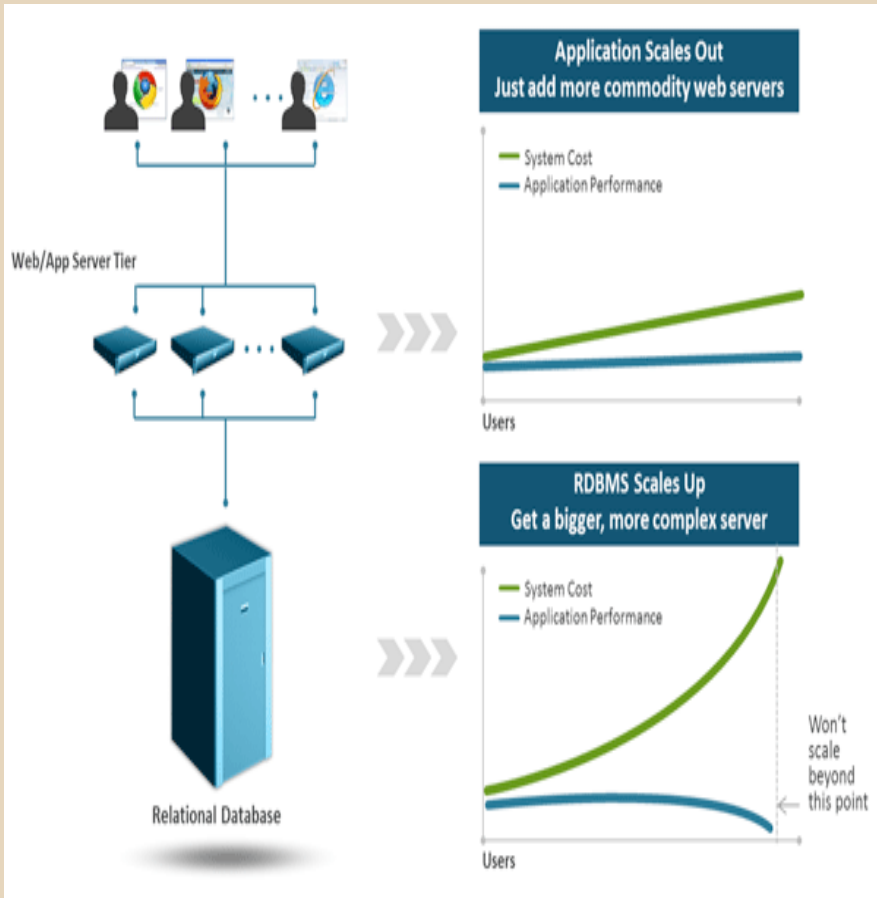 Application Scales Out
Just add more commodity web servers
System Cost
Application Performance
Web/App Server Tier
Users
RDBMS Scales Up
Get a bigger, more complex server
System Cost
Application Performance
Won't
scale
beyond
this point
Relational Database
Users